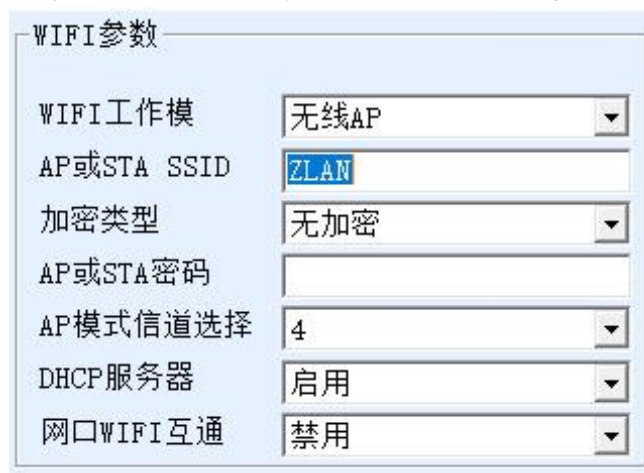 WIFI参数
WIFI工作模 无线AP
AP或STA SSID ZLAN
加密类型 无加密
AP或STA密码
AP模式信道选择 4
DHCP服务器 启用
网口WIFI互通 禁用